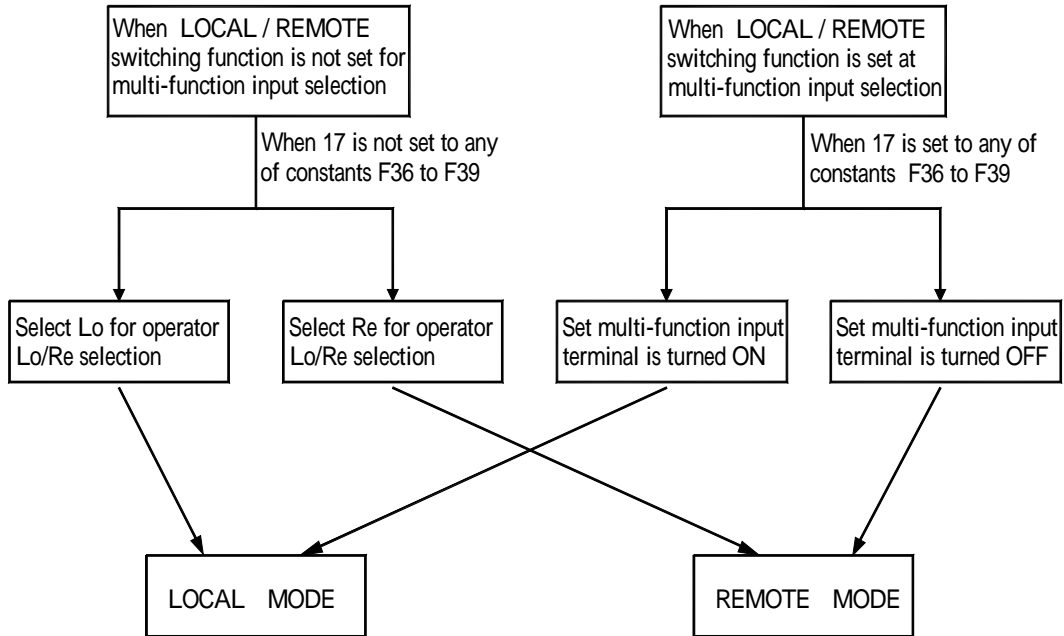 When LOCAL / REMOTE
switching function is not set for
multi-function input selection
When LOCAL / REMOTE
switching function is set at
multi-function input selection
When 17 is not set to any
of constants F36 to F39
When 17 is set to any of
constants F36 to F39
Select Lo for operator
Lo/Re selection
Select Re for operator
Lo/Re selection
Set multi-function input
terminal is turned ON
Set multi-function input
terminal is turned OFF
LOCAL MODE
REMOTE MODE